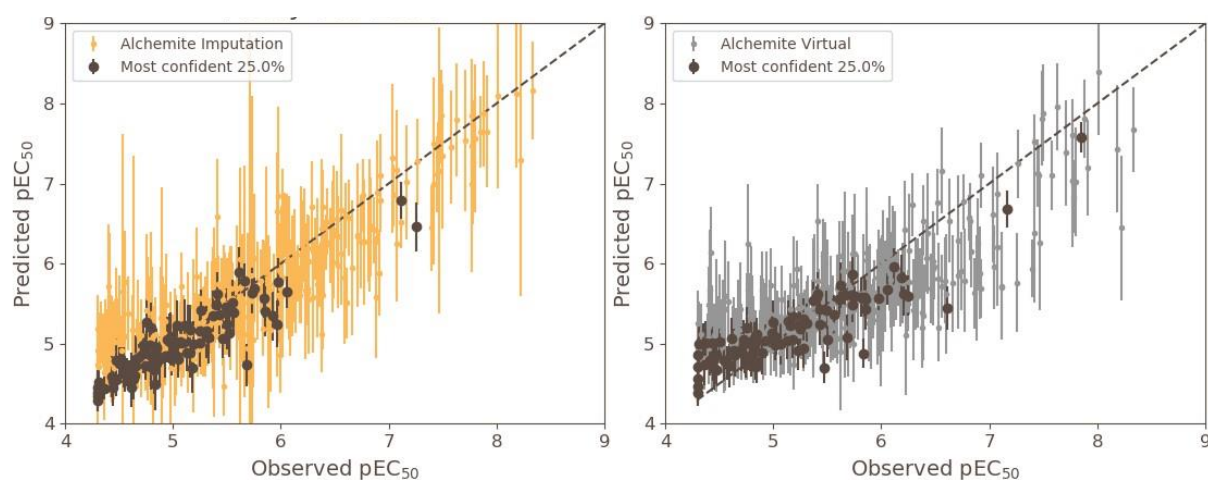 9
8
7
6
5
4
Predicted pEC50
Alchemite Imputation
Most confident 25.0%
4 5 6 7 8 9
Observed pEC50
9
8
7
6
5
4
Predicted pEC50
Alchemite Virtual
Most confident 25.0%
4 5 6 7 8 9
Observed pEC50